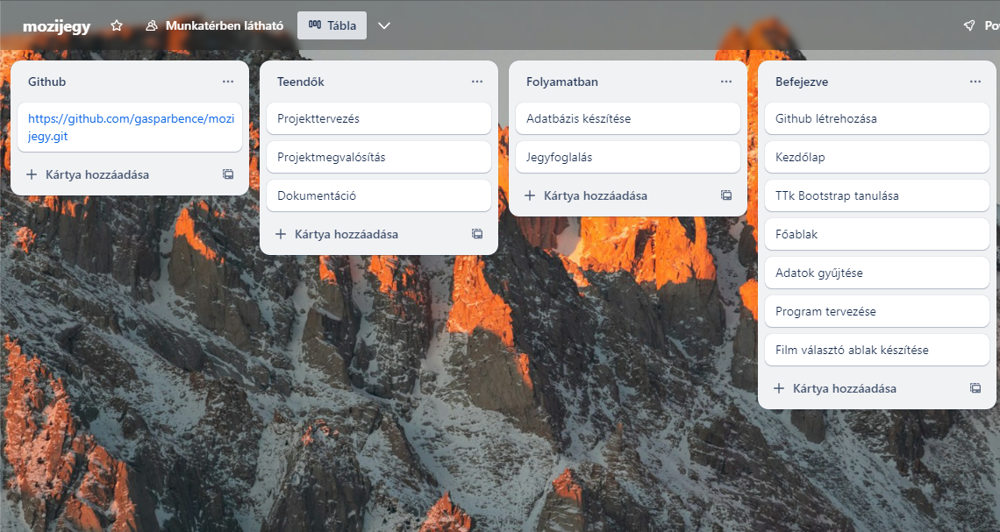 mozijegy
Munkatérben látható
Tábla
Github
https://github.com/gasparbence/mozi
jegy.git
Kártya hozzáadása
Teendők
Projekttervezés
Projektmegvalósítás
Dokumentáció
Kártya hozzáadása
Folyamatban
Adatbázis készítése
Jegyfoglalás
Kártya hozzáadása
Befejezve
Github létrehozása
Kezdőlap
TTk Bootstrap tanulása
Főablak
Adatok gyűjtése
Program tervezése
Film választó ablak készítése
Kártya hozzáadása